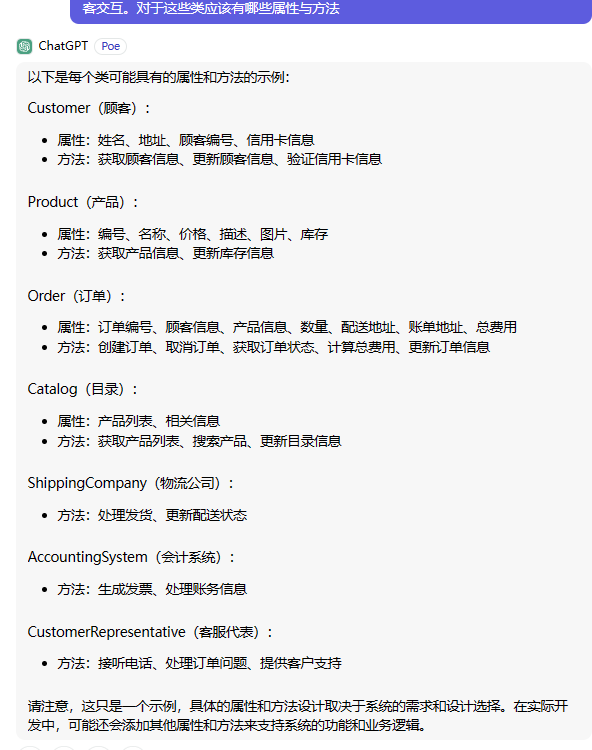 客交互。对于这些类应该有哪些属性与方法
ChatGPT Poe
以下是每个类可能具有的属性和方法的示例：
Customer（顾客）：
• 属性：姓名、地址、顾客编号、信用卡信息
• 方法：获取顾客信息、更新顾客信息、验证信用卡信息
Product（产品）：
• 属性：编号、名称、价格、描述、图片、库存
• 方法：获取产品信息、更新库存信息
Order（订单）：
• 属性：订单编号、顾客信息、产品信息、数量、配送地址、账单地址、总费用
• 方法：创建订单、取消订单、获取订单状态、计算总费用、更新订单信息
Catalog（目录）：
• 属性：产品列表、相关信息
• 方法：获取产品列表、搜索产品、更新目录信息
ShippingCompany（物流公司）：
• 方法：处理发货、更新配送状态
AccountingSystem（会计系统）：
• 方法：生成发票、处理账务信息
CustomerRepresentative（客服代表）：
• 方法：接听电话、处理订单问题、提供客户支持
请注意，这只是一个示例，具体的属性和方法设计取决于系统的需求和设计选择。在实际开
发中，可能还会添加其他属性和方法来支持系统的功能和业务逻辑。